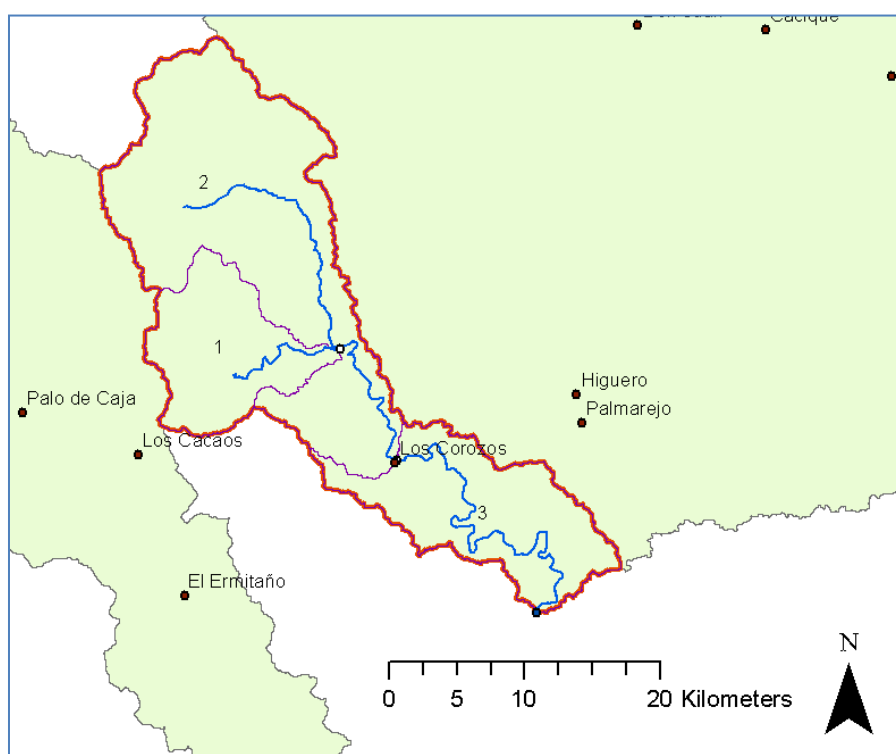 Cacique
2
1
Higuero
Palo de Caja
Palmarejo
Los Cacaos
Los Corozos
3
El Ermitaño
N
0 5 10 20 Kilometers